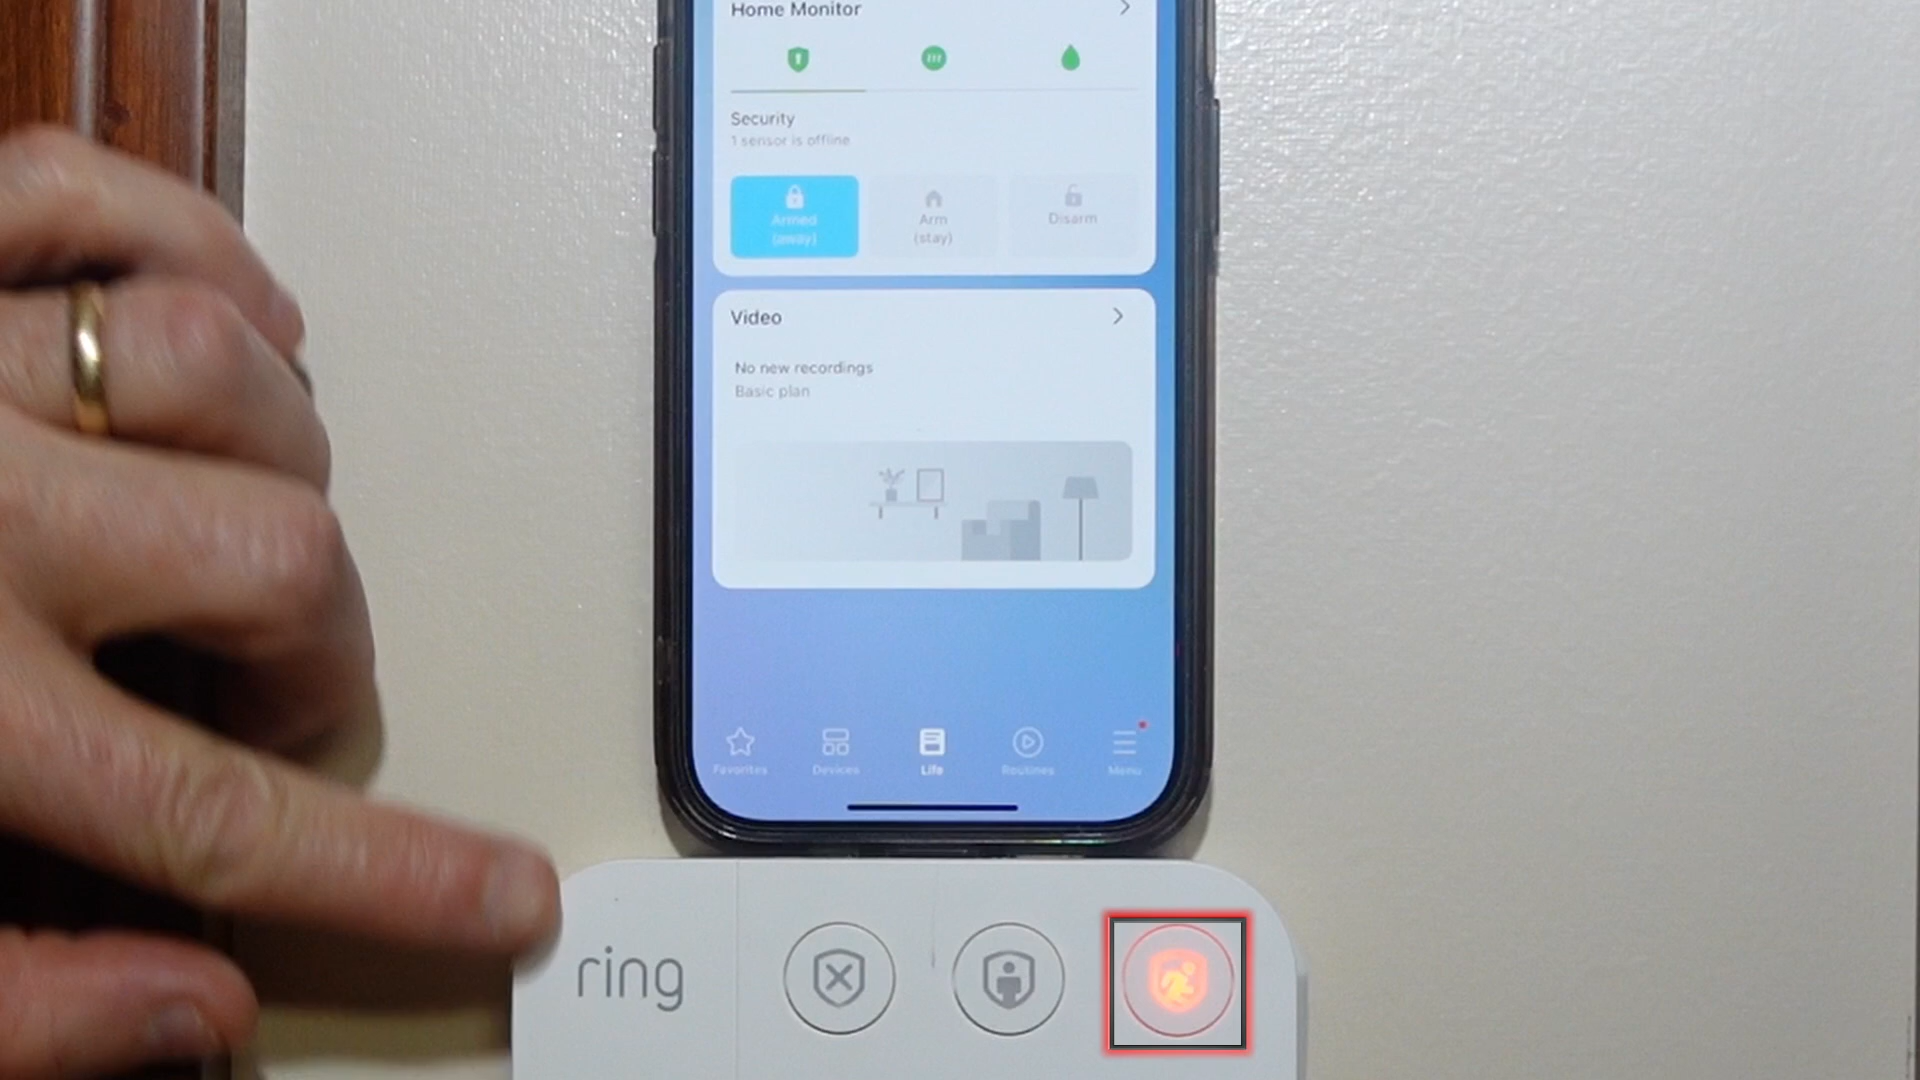 Home Monitor
Security
1 sensor is offline
Armed
(away)
Arm
(stay)
Disarm
Video
No new recordings
Basic plan
Favorites
Devices
Life
Routines
Menu
ring